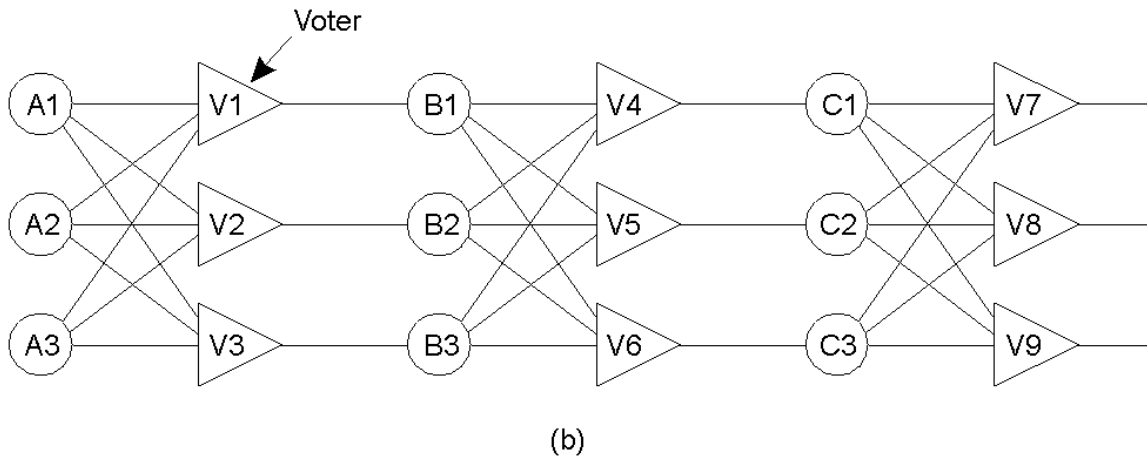 Voter
A1 V1 B1 V4 C1 V7
A2 V2 B2 V5 C2 V8
A3 V3 B3 V6 C3 V9
(b)